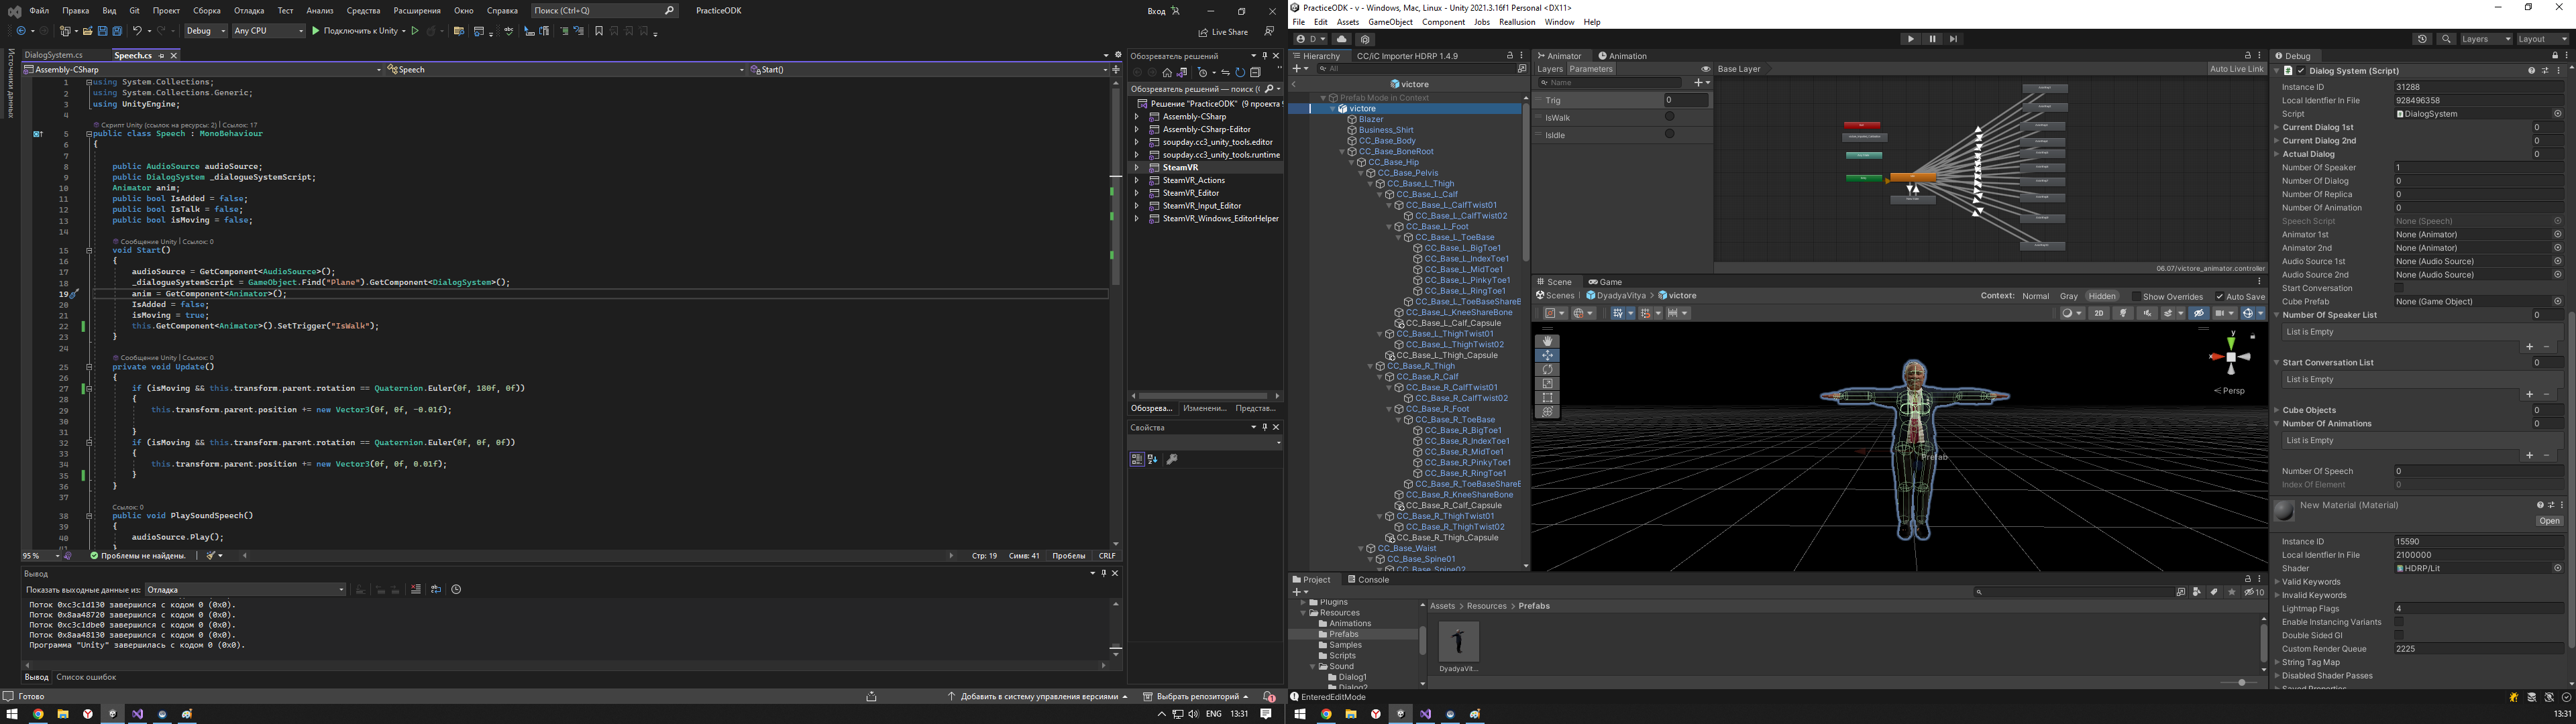 Файл Правка Вид Git Проект Сборка Отладка Тест Анализ Средства Расширения Окно Справка Поиск (Ctrl+Q) PracticeODK Вход
Debug Any CPU Подключить к Unity Live Share
Источники данных
DialogSystem.cs Speech.cs
Assembly-CSharp Speech Start()
1 using System.Collections;
2 using System.Collections.Generic;
3 using UnityEngine;
4
Скрипт Unity (ссылок на ресурсы: 2) | Ссылок: 17
5 public class Speech : MonoBehaviour
6 {
7
8 public AudioSource audioSource;
9 public DialogSystem _dialogueSystemScript;
10 Animator anim;
11 public bool IsAdded = false;
12 public bool IsTalk = false;
13 public bool isMoving = false;
14
Сообщение Unity | Ссылок: 0
15 void Start()
16 {
17 audioSource = GetComponent<AudioSource>();
18 _dialogueSystemScript = GameObject.Find("Plane").GetComponent<DialogSystem>();
19 anim = GetComponent<Animator>();
20 IsAdded = false;
21 isMoving = true;
22 this.GetComponent<Animator>().SetTrigger("IsWalk");
23 }
24
Сообщение Unity | Ссылок: 0
25 private void Update()
26 {
27 if (isMoving && this.transform.parent.rotation == Quaternion.Euler(0f, 180f, 0f))
28 {
29 this.transform.parent.position += new Vector3(0f, 0f, -0.01f);
30
31 }
32 if (isMoving && this.transform.parent.rotation == Quaternion.Euler(0f, 0f, 0f))
33 {
34 this.transform.parent.position += new Vector3(0f, 0f, 0.01f);
35 }
36 }
37
Ссылок: 0
38 public void PlaySoundSpeech()
39 {
40 audioSource.Play();
41 }
95 % Проблемы не найдены. Стр: 19 Симв: 41 Пробелы CRLF
Вывод
Показать выходные данные из: Отладка
Поток 0xc3c1d130 завершился с кодом 0 (0x0).
Поток 0x8aa48720 завершился с кодом 0 (0x0).
Поток 0xc3c1dbe0 завершился с кодом 0 (0x0).
Поток 0x8aa48130 завершился с кодом 0 (0x0).
Программа "Unity" завершилась с кодом 0 (0x0).
Вывод Список ошибок
Готово Добавить в систему управления версиями Выбрать репозиторий 1
ENG 13:31
Обозреватель решений
Обозреватель решений — поиск (
Решение "PracticeODK" (9 проекта
Assembly-CSharp
Assembly-CSharp-Editor
soupday.cc3_unity_tools.editor
soupday.cc3_unity_tools.runtime
SteamVR
SteamVR_Actions
SteamVR_Editor
SteamVR_Input_Editor
SteamVR_Windows_EditorHelper
Обозрева... Изменени... Представ...
Свойства
PracticeODK - v - Windows, Mac, Linux - Unity 2021.3.16f1 Personal <DX11>
File Edit Assets GameObject Component Jobs Reallusion Window Help
D Layers Layout
Hierarchy CC/iC Importer HDRP 1.4.9
All
victore
Prefab Mode in Context
victore
Blazer
Business_Shirt
CC_Base_Body
CC_Base_BoneRoot
CC_Base_Hip
CC_Base_Pelvis
CC_Base_L_Thigh
CC_Base_L_Calf
CC_Base_L_CalfTwist01
CC_Base_L_CalfTwist02
CC_Base_L_Foot
CC_Base_L_ToeBase
CC_Base_L_BigToe1
CC_Base_L_IndexToe1
CC_Base_L_MidToe1
CC_Base_L_PinkyToe1
CC_Base_L_RingToe1
CC_Base_L_ToeBaseShareB
CC_Base_L_KneeShareBone
CC_Base_L_Calf_Capsule
CC_Base_L_ThighTwist01
CC_Base_L_ThighTwist02
CC_Base_L_Thigh_Capsule
CC_Base_R_Thigh
CC_Base_R_Calf
CC_Base_R_CalfTwist01
CC_Base_R_CalfTwist02
CC_Base_R_Foot
CC_Base_R_ToeBase
CC_Base_R_BigToe1
CC_Base_R_IndexToe1
CC_Base_R_MidToe1
CC_Base_R_PinkyToe1
CC_Base_R_RingToe1
CC_Base_R_ToeBaseShareB
CC_Base_R_KneeShareBone
CC_Base_R_Calf_Capsule
CC_Base_R_ThighTwist01
CC_Base_R_ThighTwist02
CC_Base_R_Thigh_Capsule
CC_Base_Waist
CC_Base_Spine01
CC_Base_Spine02
Animator Animation
Layers Parameters Base Layer Auto Live Link
Name
Trig 0
IsWalk
IsIdle
06.07/victore_animator.controller
Scene Game
Scenes DyadyaVitya victore Context: Normal Gray Hidden Show Overrides Auto Save
2D
y
x
Persp
Prefab
Project Console
10
Plugins
Resources
Animations
Prefabs
Samples
Scripts
Sound
Dialog1
Dialog2
Assets Resources Prefabs
DyadyaVit...
EnteredEditMode
Debug
Dialog System (Script)
Instance ID 31288
Local Identfier In File 928496358
Script DialogSystem
Current Dialog 1st 0
Current Dialog 2nd 0
Actual Dialog 0
Number Of Speaker 1
Number Of Dialog 0
Number Of Replica 0
Number Of Animation 0
Speech Script None (Speech)
Animator 1st None (Animator)
Animator 2nd None (Animator)
Audio Source 1st None (Audio Source)
Audio Source 2nd None (Audio Source)
Start Conversation
Cube Prefab None (Game Object)
Number Of Speaker List 0
List is Empty
Start Conversation List 0
List is Empty
Cube Objects 0
Number Of Animations 0
List is Empty
Number Of Speech 0
Index Of Element 0
New Material (Material)
Open
Instance ID 15590
Local Identfier In File 2100000
Shader HDRP/Lit
Valid Keywords
Invalid Keywords
Lightmap Flags 4
Enable Instancing Variants
Double Sided GI
Custom Render Queue 2225
String Tag Map
Disabled Shader Passes
Saved Properties
13:31